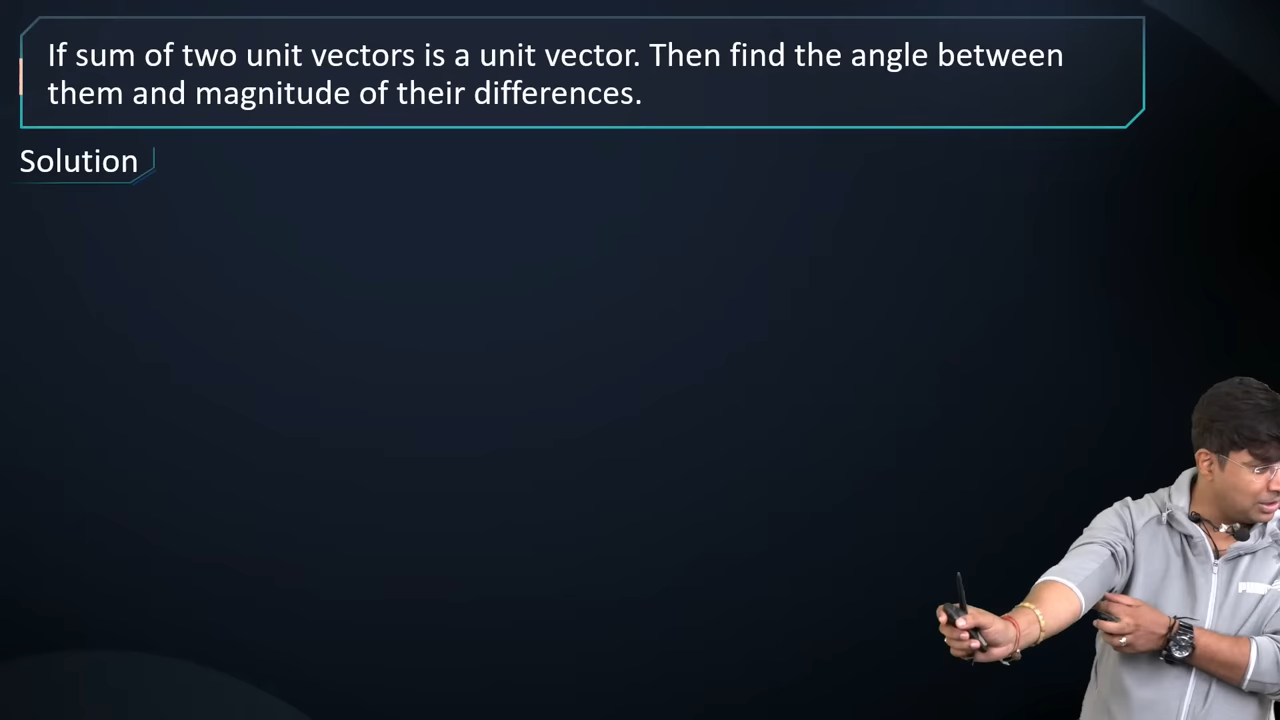 If sum of two unit vectors is a unit vector. Then find the angle between
them and magnitude of their differences.
Solution